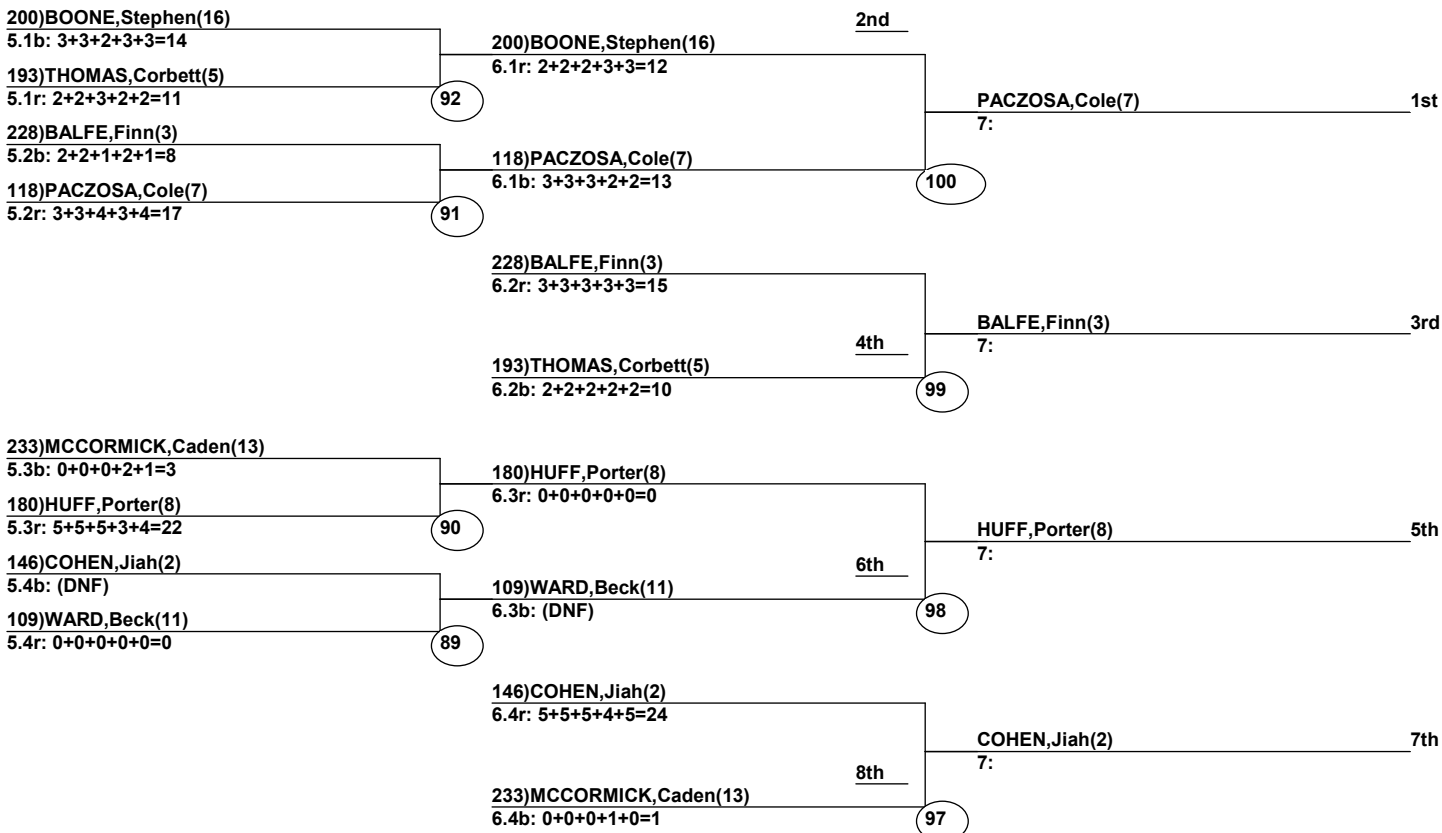 200)BOONE,Stephen(16)
5.1b: 3+3+2+3+3=14
193)THOMAS,Corbett(5)
5.1r: 2+2+3+2+2=11
92
228)BALFE,Finn(3)
5.2b: 2+2+1+2+1=8
118)PACZOSA,Cole(7)
5.2r: 3+3+4+3+4=17
91
2nd
200)BOONE,Stephen(16)
6.1r: 2+2+2+3+3=12
118)PACZOSA,Cole(7)
6.1b: 3+3+3+2+2=13
100
PACZOSA,Cole(7) 1st
7:
228)BALFE,Finn(3)
6.2r: 3+3+3+3+3=15
4th
193)THOMAS,Corbett(5)
6.2b: 2+2+2+2+2=10
99
BALFE,Finn(3) 3rd
7:
233)MCCORMICK,Caden(13)
5.3b: 0+0+0+2+1=3
180)HUFF,Porter(8)
5.3r: 5+5+5+3+4=22
90
146)COHEN,Jiah(2)
5.4b: (DNF)
109)WARD,Beck(11)
5.4r: 0+0+0+0+0=0
89
180)HUFF,Porter(8)
6.3r: 0+0+0+0+0=0
6th
109)WARD,Beck(11)
6.3b: (DNF)
98
HUFF,Porter(8) 5th
7:
146)COHEN,Jiah(2)
6.4r: 5+5+5+4+5=24
8th
233)MCCORMICK,Caden(13)
6.4b: 0+0+0+1+0=1
97
COHEN,Jiah(2) 7th
7: